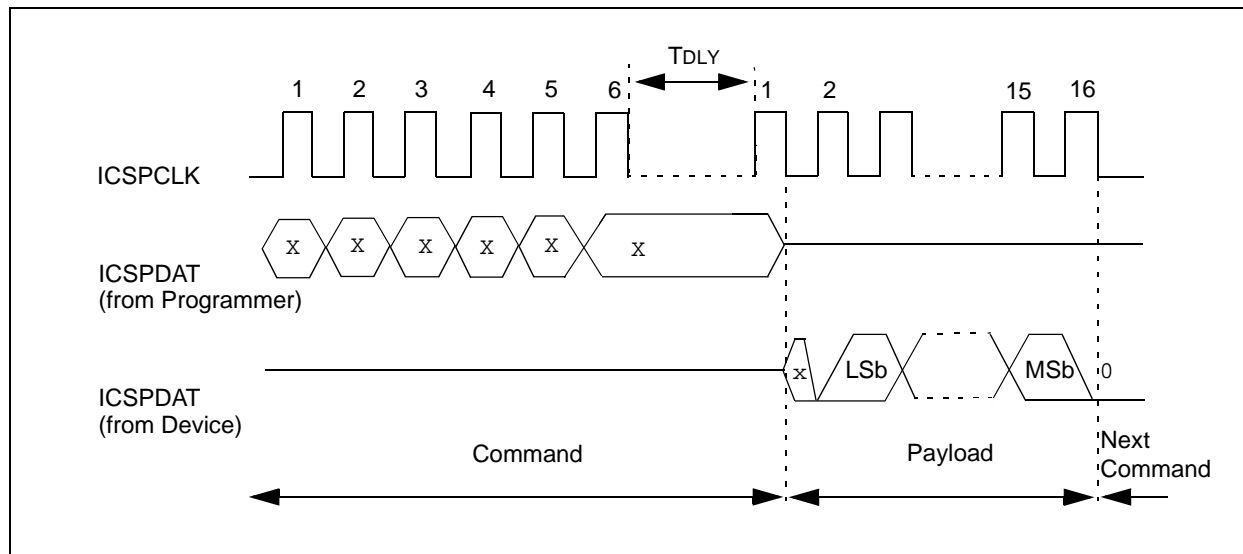 TDLY
1 2 3 4 5 6 1 2 15 16
ICSPCLK
x x x x x x
ICSPDAT
(from Programmer)
x LSb MSb 0
ICSPDAT
(from Device)
Command
Payload
Next
Command